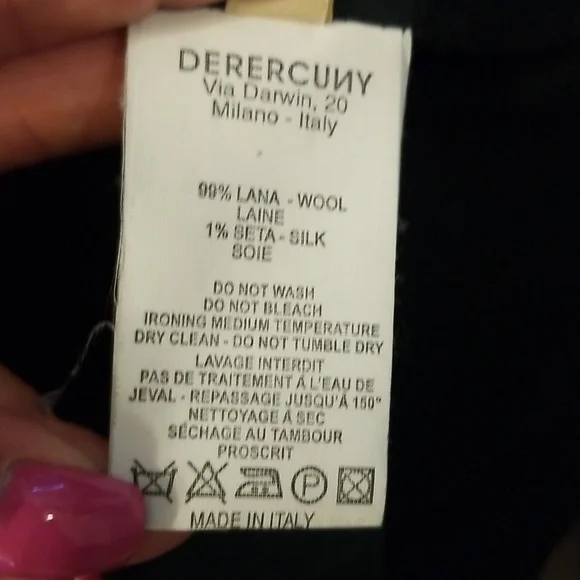 DERERCUИY
Via Darwin, 20
Milano - Italy
99% LANA - WOOL
LAINE
1% SETA - SILK
SOIE
DO NOT WASH
DO NOT BLEACH
IRONING MEDIUM TEMPERATURE
DRY CLEAN - DO NOT TUMBLE DRY
LAVAGE INTERDIT
PAS DE TRAITEMENT Á L'EAU DE
JEVAL - REPASSAGE JUSQU'Á 150°
NETTOYAGE Á SEC
SÉCHAGE AU TAMBOUR
PROSCRIT
P
MADE IN ITALY